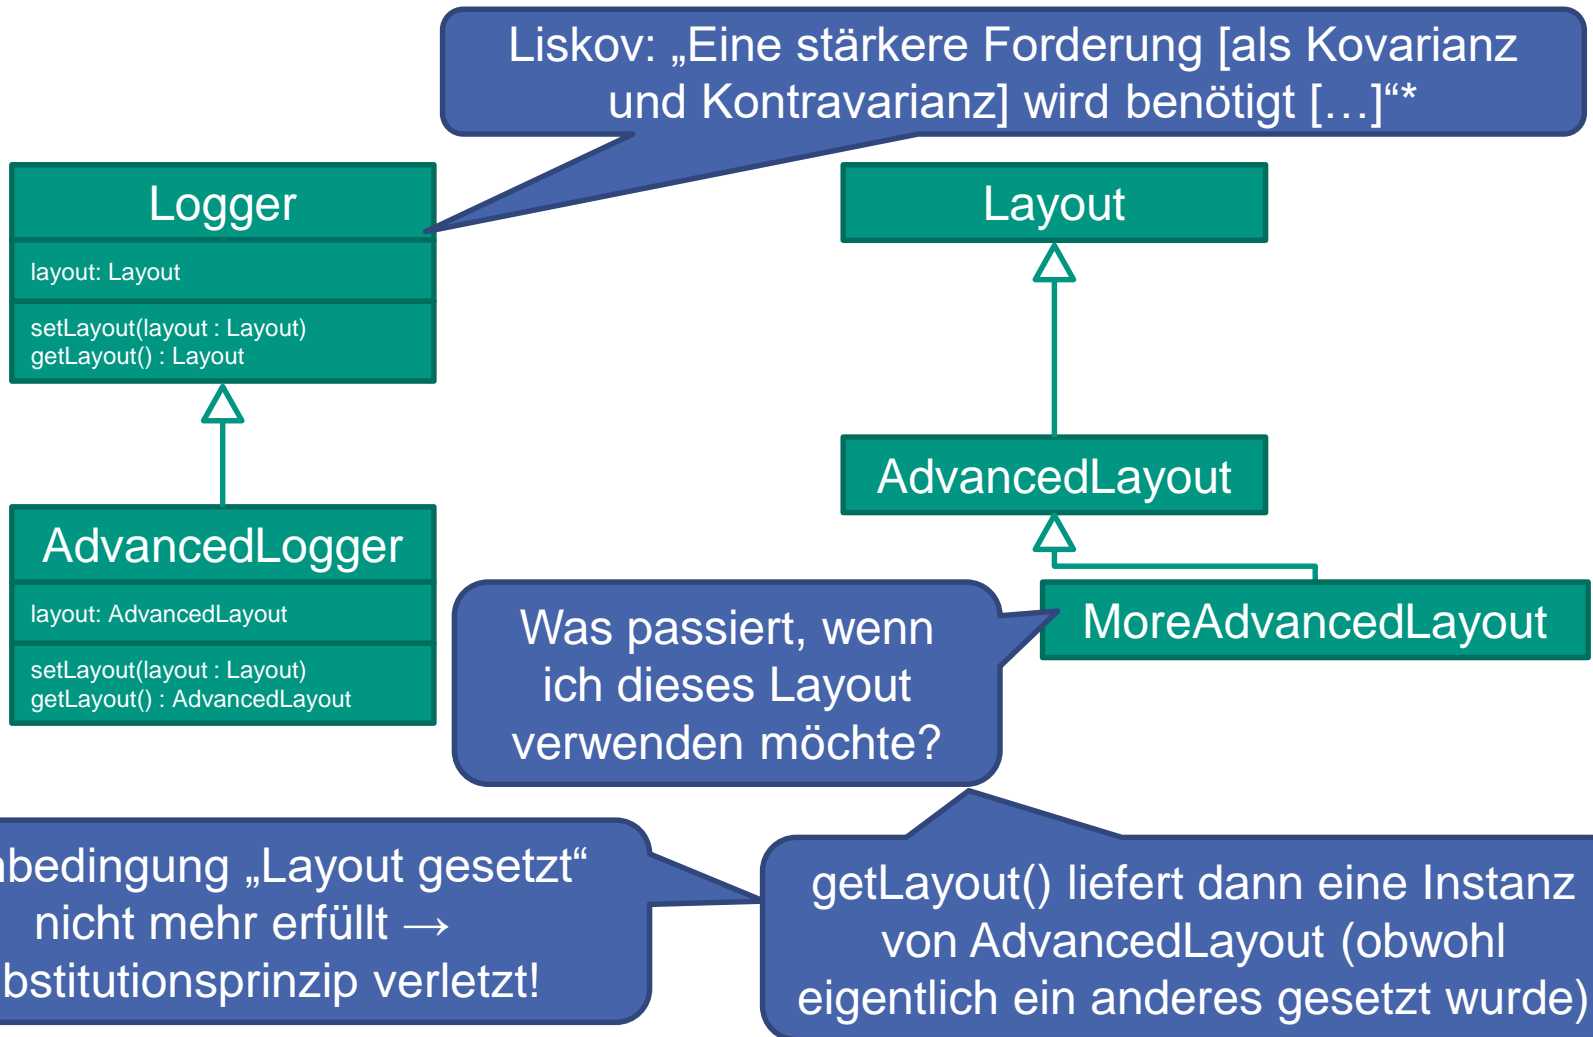 Liskov: „Eine stärkere Forderung [als Kovarianz
und Kontravarianz] wird benötigt […]“*
Logger
layout: Layout
setLayout(layout : Layout)
getLayout() : Layout
AdvancedLogger
layout: AdvancedLayout
setLayout(layout : Layout)
getLayout() : AdvancedLayout
Layout
AdvancedLayout
MoreAdvancedLayout
Was passiert, wenn
ich dieses Layout
verwenden möchte?
getLayout() liefert dann eine Instanz
von AdvancedLayout (obwohl
eigentlich ein anderes gesetzt wurde)
bedingung „Layout gesetzt“
nicht mehr erfüllt →
bstitutionsprinzip verletzt!